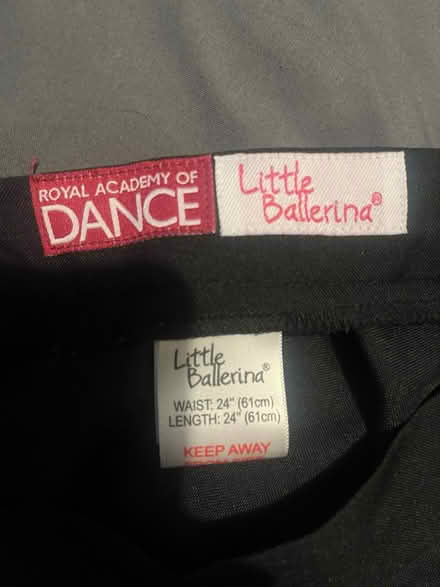 ROYAL ACADEMY OF
DANCE
Little
Ballerina®
Little
Ballerina®
WAIST: 24" (61cm)
LENGTH: 24" (61cm)
KEEP AWAY